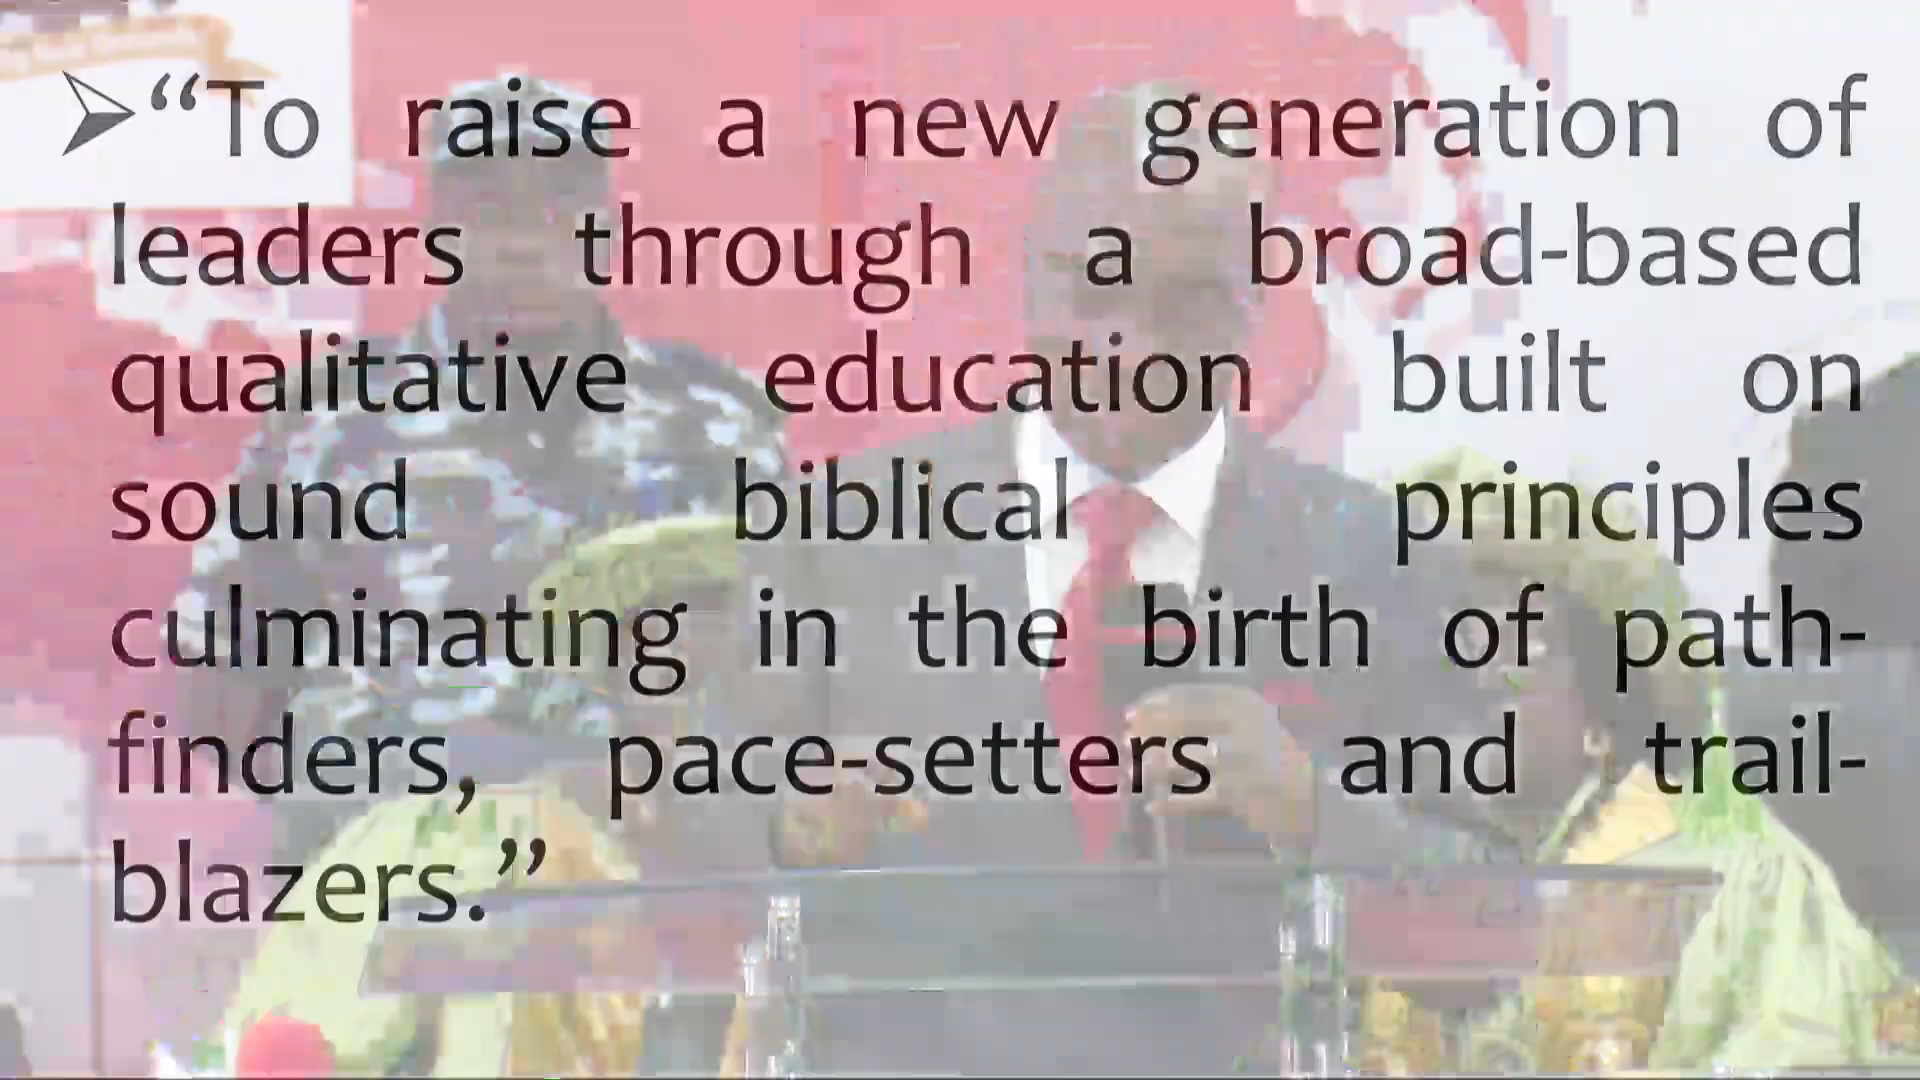 “To raise a new generation of
leaders through a broad-based
qualitative education built on
sound biblical principles
culminating in the birth of path-
finders, pace-setters and trail-
blazers.”